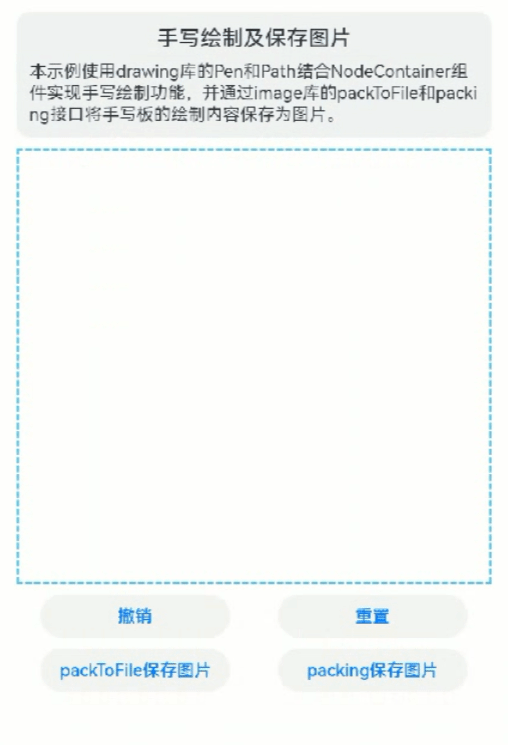 手写绘制及保存图片
本示例使用drawing库的Pen和Path结合NodeContainer组
件实现手写绘制功能，并通过image库的packToFile和packi
ng接口将手写板的绘制内容保存为图片。
撤销
重置
packToFile保存图片
packing保存图片